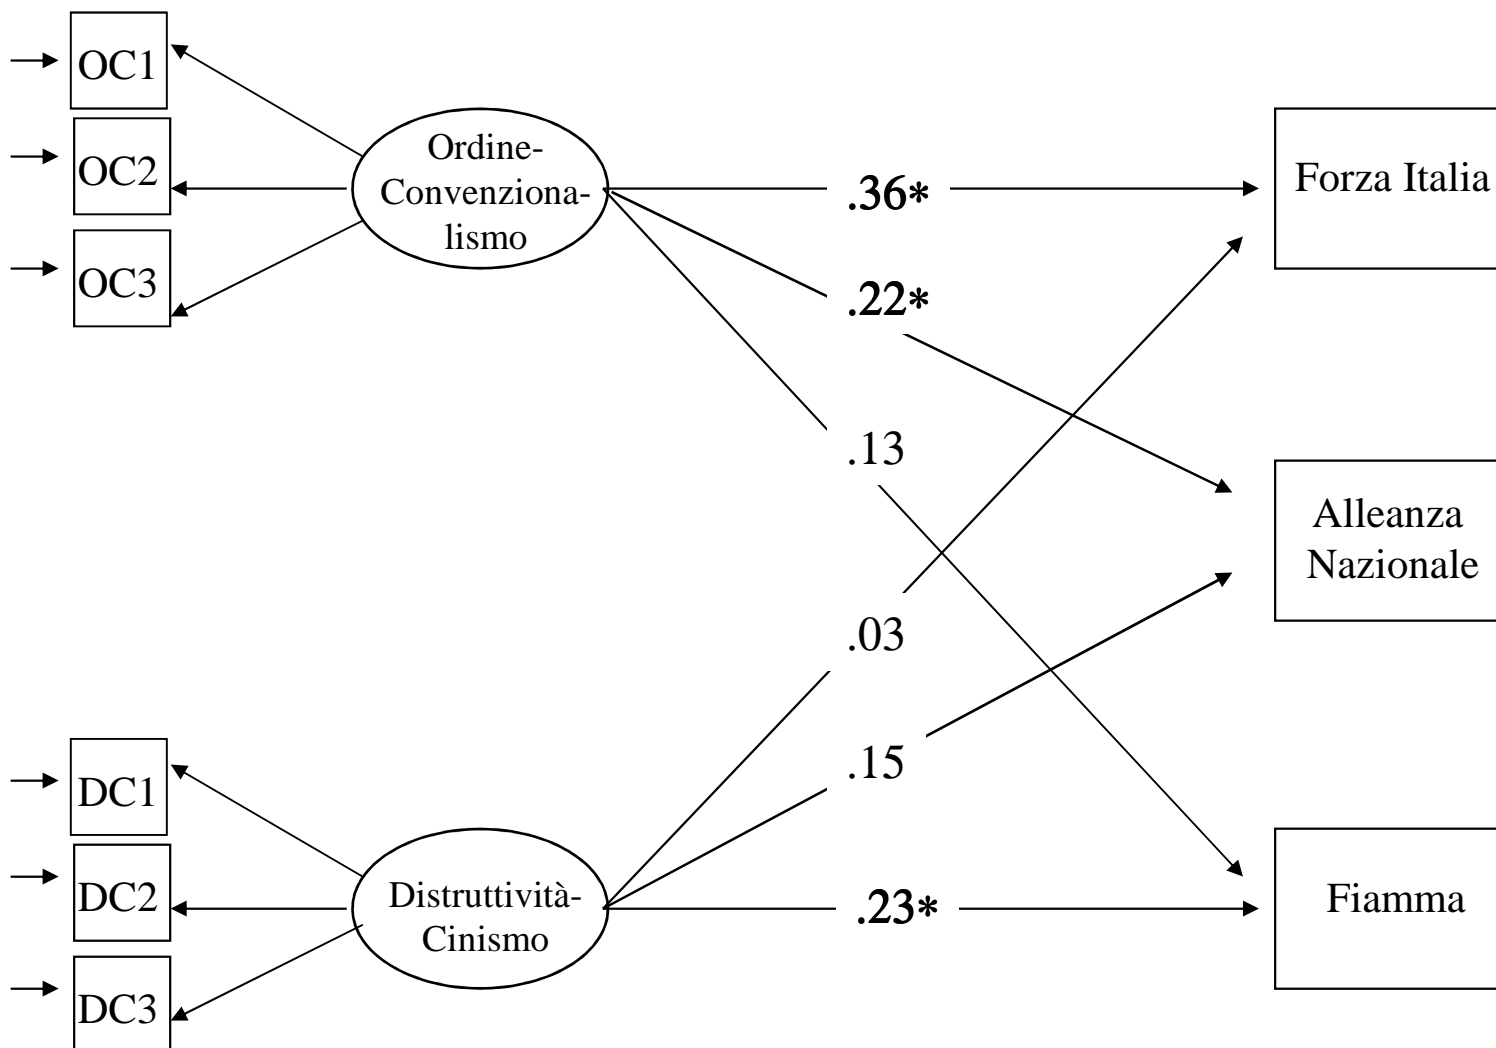 OC1
OC2
OC3
Ordine-
Convenziona-
lismo
.36*
.22*
.13
.03
.15
.23*
Forza Italia
Alleanza
Nazionale
Fiamma
DC1
DC2
DC3
Distruttività-
Cinismo